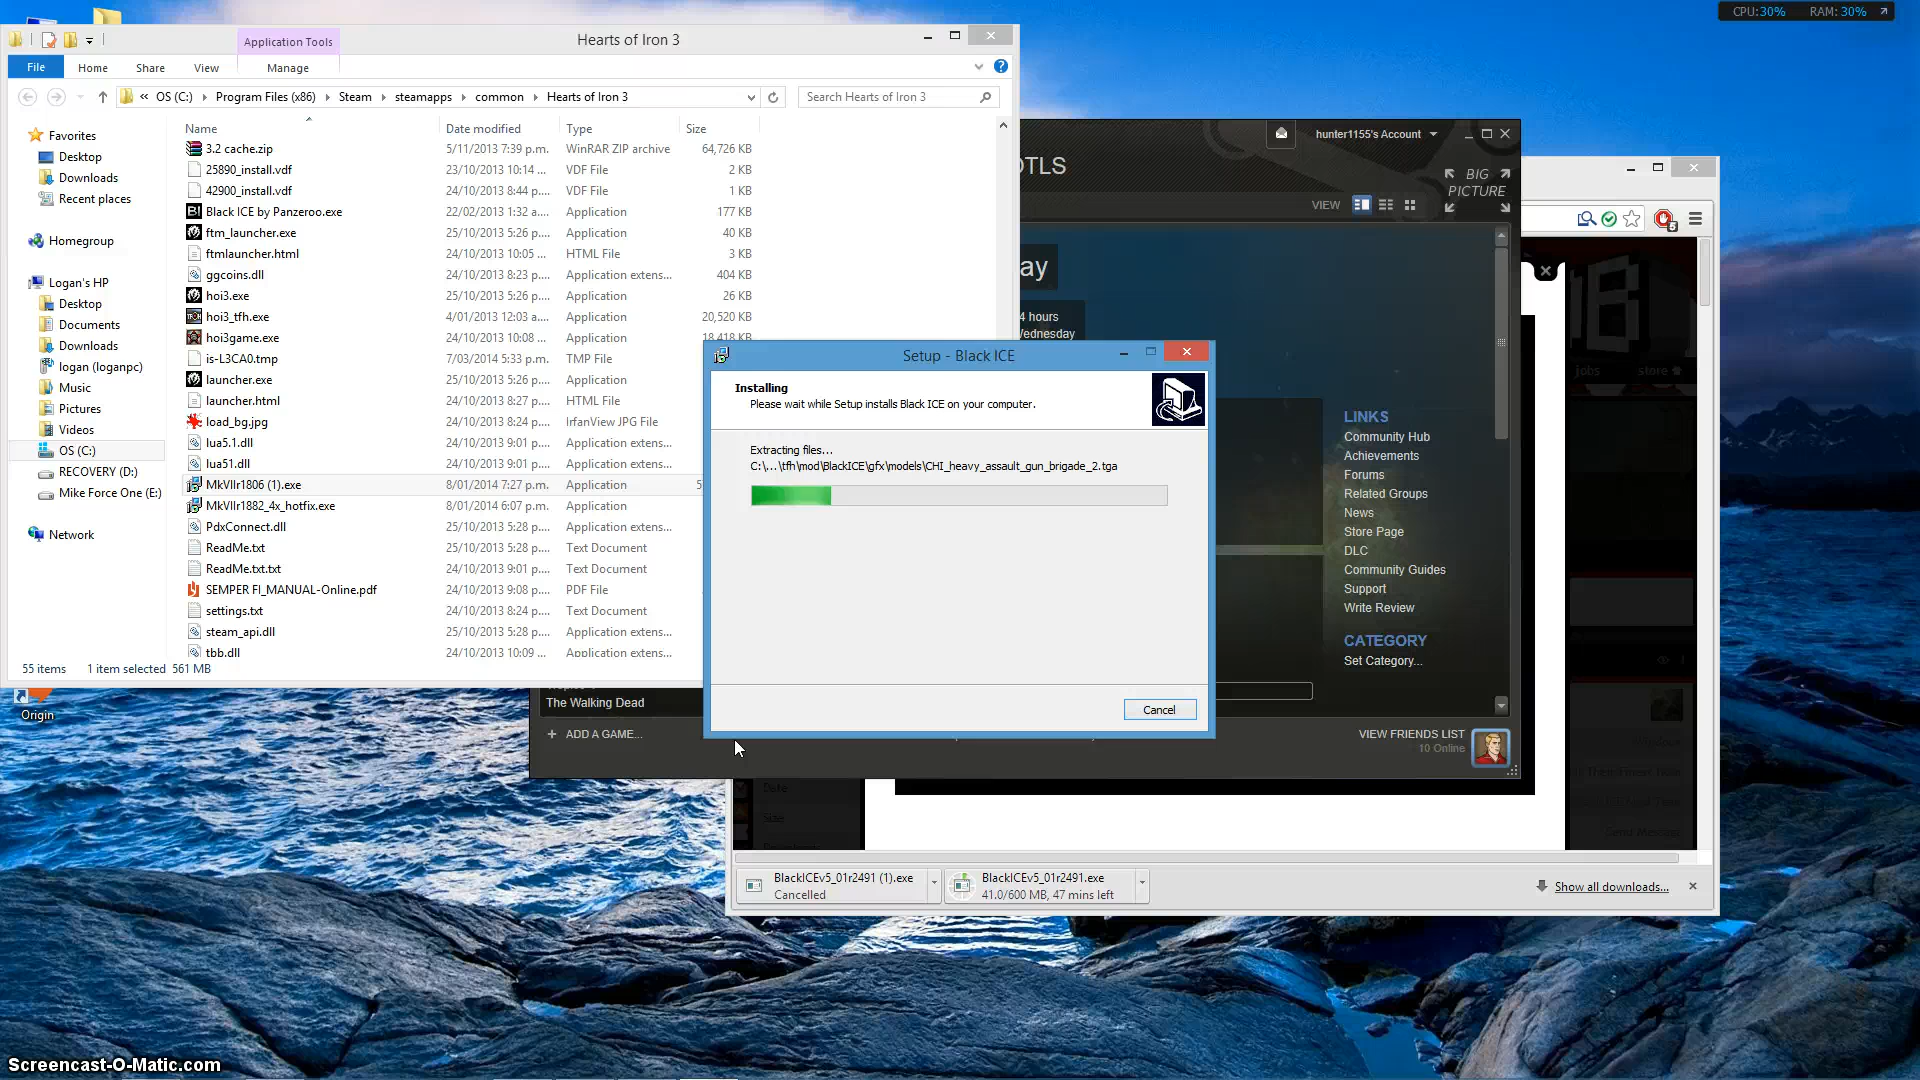 CPU:30% RAM: 30%
Application Tools
Hearts of Iron 3
File Home Share View Manage
« OS (C:) Program Files (x86) Steam steamapps common Hearts of Iron 3
Search Hearts of Iron 3
Favorites
Desktop
Downloads
Recent places
Homegroup
Logan's HP
Desktop
Documents
Downloads
logan (loganpc)
Music
Pictures
Videos
OS (C:)
RECOVERY (D:)
Mike Force One (E:)
Network
Name Date modified Type Size
3.2 cache.zip 5/11/2013 7:39 p.m. WinRAR ZIP archive 64,726 KB
25890_install.vdf 23/10/2013 10:14 ... VDF File 2 KB
42900_install.vdf 24/10/2013 8:44 p.... VDF File 1 KB
Black ICE by Panzeroo.exe 22/02/2013 1:32 a.... Application 177 KB
ftm_launcher.exe 25/10/2013 5:26 p.... Application 40 KB
ftmlauncher.html 24/10/2013 10:05 ... HTML File 3 KB
ggcoins.dll 24/10/2013 8:23 p.... Application extens... 404 KB
hoi3.exe 25/10/2013 5:26 p.... Application 26 KB
hoi3_tfh.exe 4/01/2014 12:03 a.... Application 20,520 KB
hoi3game.exe 24/10/2013 10:08 ... Application 18,418 KB
is-L3CA0.tmp 7/03/2014 5:33 p.m. TMP File
launcher.exe 25/10/2013 5:26 p.... Application
launcher.html 24/10/2013 8:27 p.... HTML File
load_bg.jpg 24/10/2013 8:24 p.... IrfanView JPG File
lua5.1.dll 24/10/2013 9:01 p.... Application extens...
lua51.dll 24/10/2013 9:01 p.... Application extens...
MkVIIr1806 (1).exe 8/01/2014 7:27 p.m. Application 5
MkVIIr1882_4x_hotfix.exe 8/01/2014 6:07 p.m. Application
PdxConnect.dll 25/10/2013 5:28 p.... Application extens...
ReadMe.txt 25/10/2013 5:28 p.... Text Document
ReadMe.txt.txt 24/10/2013 9:01 p.... Text Document
SEMPER FI_MANUAL-Online.pdf 24/10/2013 9:08 p.... PDF File
settings.txt 24/10/2013 8:24 p.... Text Document
steam_api.dll 25/10/2013 5:28 p.... Application extens...
tbb.dll 24/10/2013 10:09 ... Application extens...
55 items 1 item selected 561 MB
Origin
hunter1155's Account
OTLS
BIG
PICTURE
VIEW
ay
4 hours
/ednesday
LINKS
Community Hub
Achievements
Forums
Related Groups
News
Store Page
DLC
Community Guides
Support
Write Review
CATEGORY
Set Category...
jobs store
The Walking Dead
+ ADD A GAME...
VIEW FRIENDS LIST
10 Online
Setup - Black ICE
Installing
Please wait while Setup installs Black ICE on your computer.
Extracting files...
C:\...\tfh\mod\BlackICE\gfx\models\CHI_heavy_assault_gun_brigade_2.tga
Cancel
Date
Size
Send Message
BlackICEv5_01r2491 (1).exe
Cancelled
BlackICEv5_01r2491.exe
41.0/600 MB, 47 mins left
Show all downloads...
Screencast-O-Matic.com